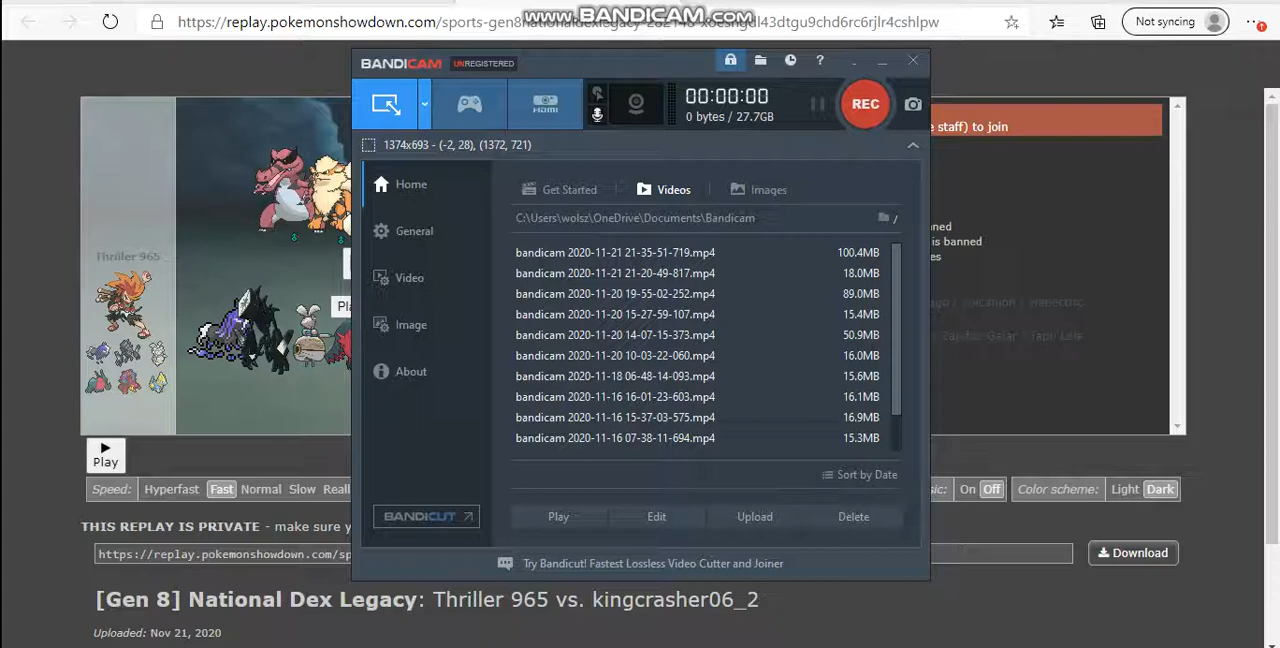 www.BANDICAM.com
https://replay.pokemonshowdown.com/sports-gen8nationaldexlegacy-
Not syncing
BANDICAM UNREGISTERED
HDMI
00:00:00
0 bytes / 27.7GB
REC
1374x693 - (-2, 28), (1372, 721)
e staff) to join
Home
General
Video
Image
About
Get Started
Videos
Images
C:\Users\wolsz\OneDrive\Documents\Bandicam
bandicam 2020-11-21 21-35-51-719.mp4 100.4MB
bandicam 2020-11-21 21-20-49-817.mp4 18.0MB
bandicam 2020-11-20 19-55-02-252.mp4 89.0MB
bandicam 2020-11-20 15-27-59-107.mp4 15.4MB
bandicam 2020-11-20 14-07-15-373.mp4 50.9MB
bandicam 2020-11-20 10-03-22-060.mp4 16.0MB
bandicam 2020-11-18 06-48-14-093.mp4 15.6MB
bandicam 2020-11-16 16-01-23-603.mp4 16.1MB
bandicam 2020-11-16 15-37-03-575.mp4 16.9MB
bandicam 2020-11-16 07-38-11-694.mp4 15.3MB
Sort by Date
Play Edit Upload Delete
BANDICUT
Try Bandicut! Fastest Lossless Video Cutter and Joiner
ned
is banned
es
Thriller 965
Pla
Play
Speed: Hyperfast Fast Normal Slow Reall
sic: On Off Color scheme: Light Dark
THIS REPLAY IS PRIVATE - make sure y
https://replay.pokemonshowdown.com/sp
Download
[Gen 8] National Dex Legacy: Thriller 965 vs. kingcrasher06_2
Uploaded: Nov 21, 2020